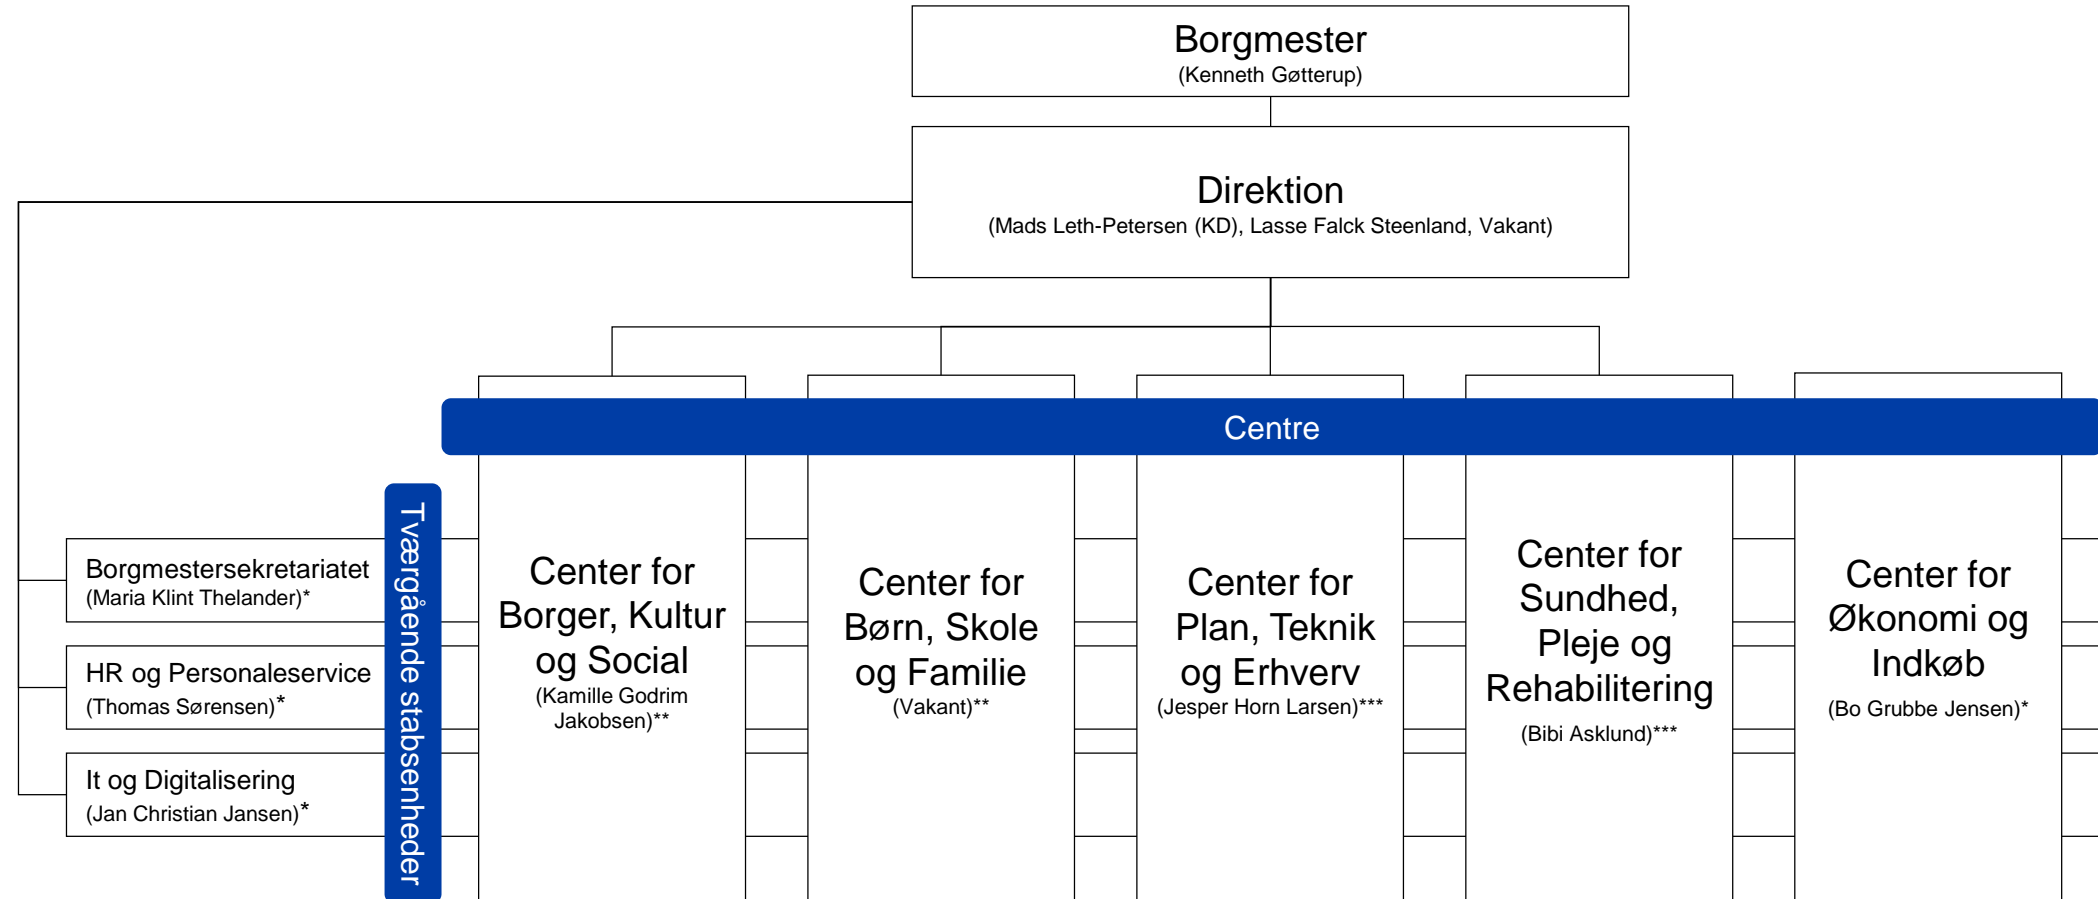 Borgmester
(Kenneth Gøtterup)
Direktion
(Mads Leth-Petersen (KD), Lasse Falck Steenland, Vakant)
Centre
Tværgående stabsenheder
Borgmestersekretariatet
(Maria Klint Thelander)*
HR og Personaleservice
(Thomas Sørensen)*
It og Digitalisering
(Jan Christian Jansen)*
Center for
Borger, Kultur
og Social
(Kamille Godrim
Jakobsen)**
Center for
Børn, Skole
og Familie
(Vakant)**
Center for
Plan, Teknik
og Erhverv
(Jesper Horn Larsen)***
Center for
Sundhed,
Pleje og
Rehabilitering
(Bibi Asklund)***
Center for
Økonomi og
Indkøb
(Bo Grubbe Jensen)*